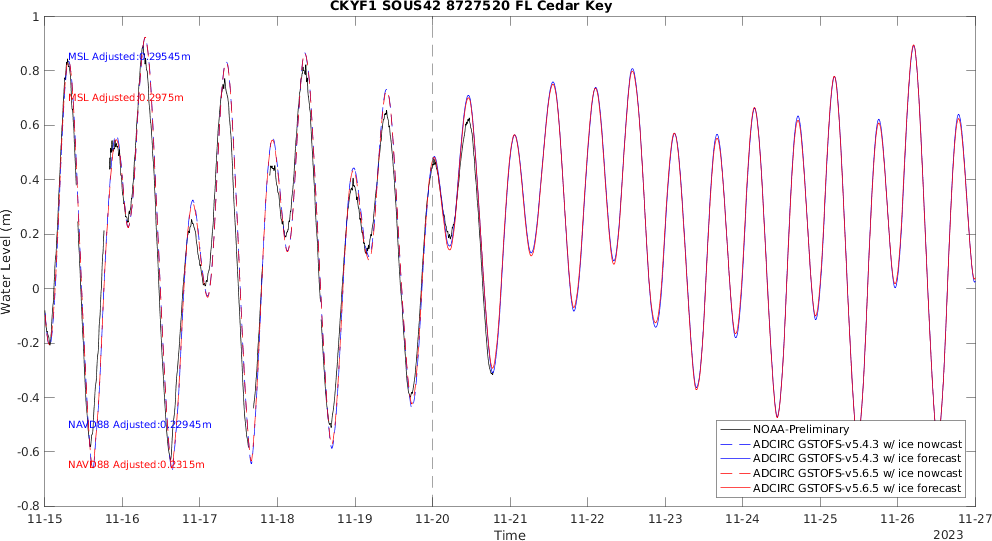 CKYF1 SOUS42 8727520 FL Cedar Key
1
0.8
0.6
0.4
0.2
0
-0.2
-0.4
-0.6
-0.8
Water Level (m)
MSL Adjusted:0.29545m
MSL Adjusted:0.2975m
NAVD88 Adjusted:0.22945m
NAVD88 Adjusted:0.2315m
NOAA-Preliminary
ADCIRC GSTOFS-v5.4.3 w/ ice nowcast
ADCIRC GSTOFS-v5.4.3 w/ ice forecast
ADCIRC GSTOFS-v5.6.5 w/ ice nowcast
ADCIRC GSTOFS-v5.6.5 w/ ice forecast
11-15 11-16 11-17 11-18 11-19 11-20 11-21 11-22 11-23 11-24 11-25 11-26 11-27
Time
2023